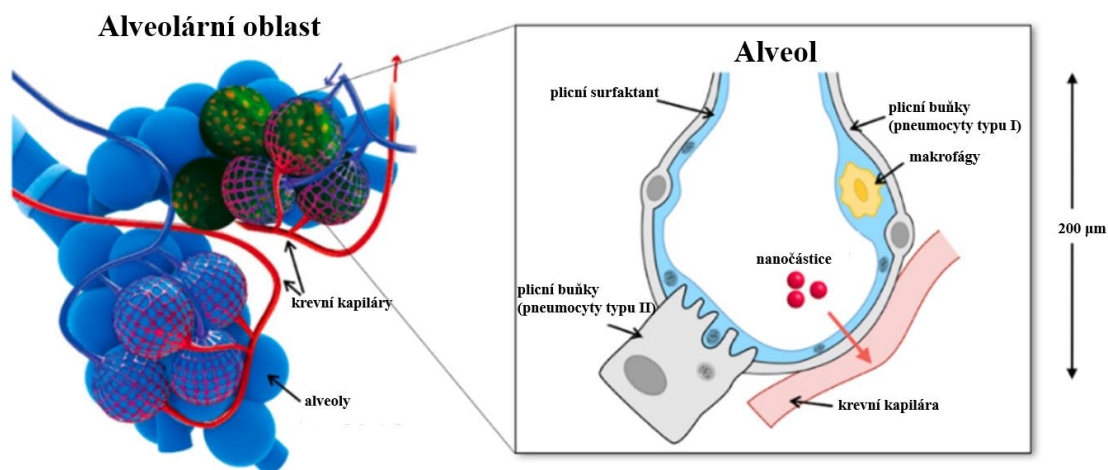 Alveolární oblast
krevní kapiláry
alveoly
Alveol
plicní surfaktant
plicní buňky
(pneumocyty typu I)
makrofágy
nanočástice
plicní buňky
(pneumocyty typu II)
krevní kapilára
200 μm